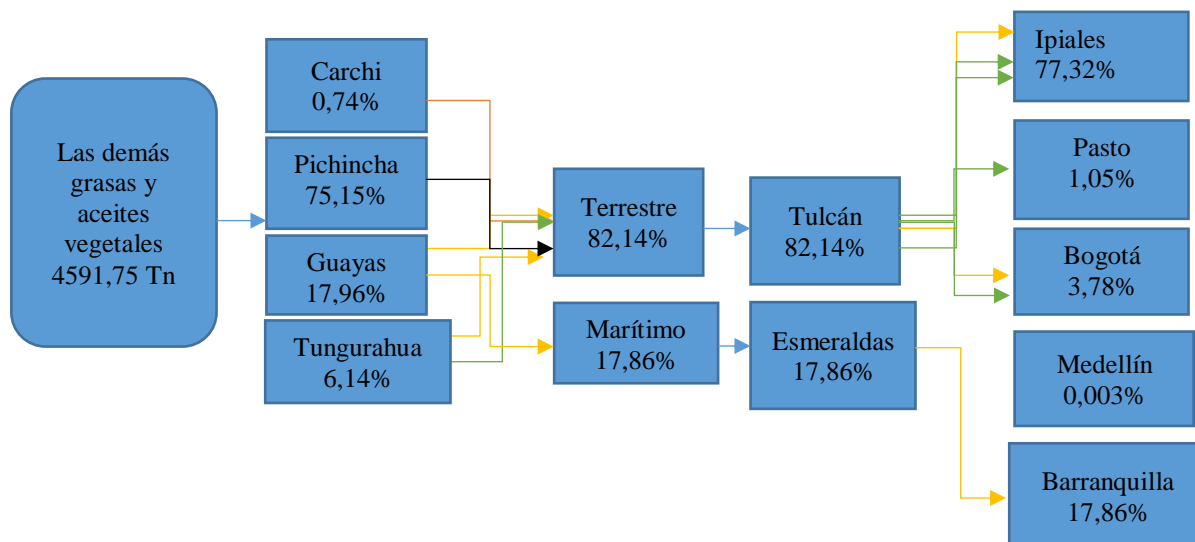 Las demás
grasas y
aceites
vegetales
4591,75 Tn
Carchi
0,74%
Pichincha
75,15%
Guayas
17,96%
Tungurahua
6,14%
Terrestre
82,14%
Marítimo
17,86%
Tulcán
82,14%
Esmeraldas
17,86%
Ipiales
77,32%
Pasto
1,05%
Bogotá
3,78%
Medellín
0,003%
Barranquilla
17,86%